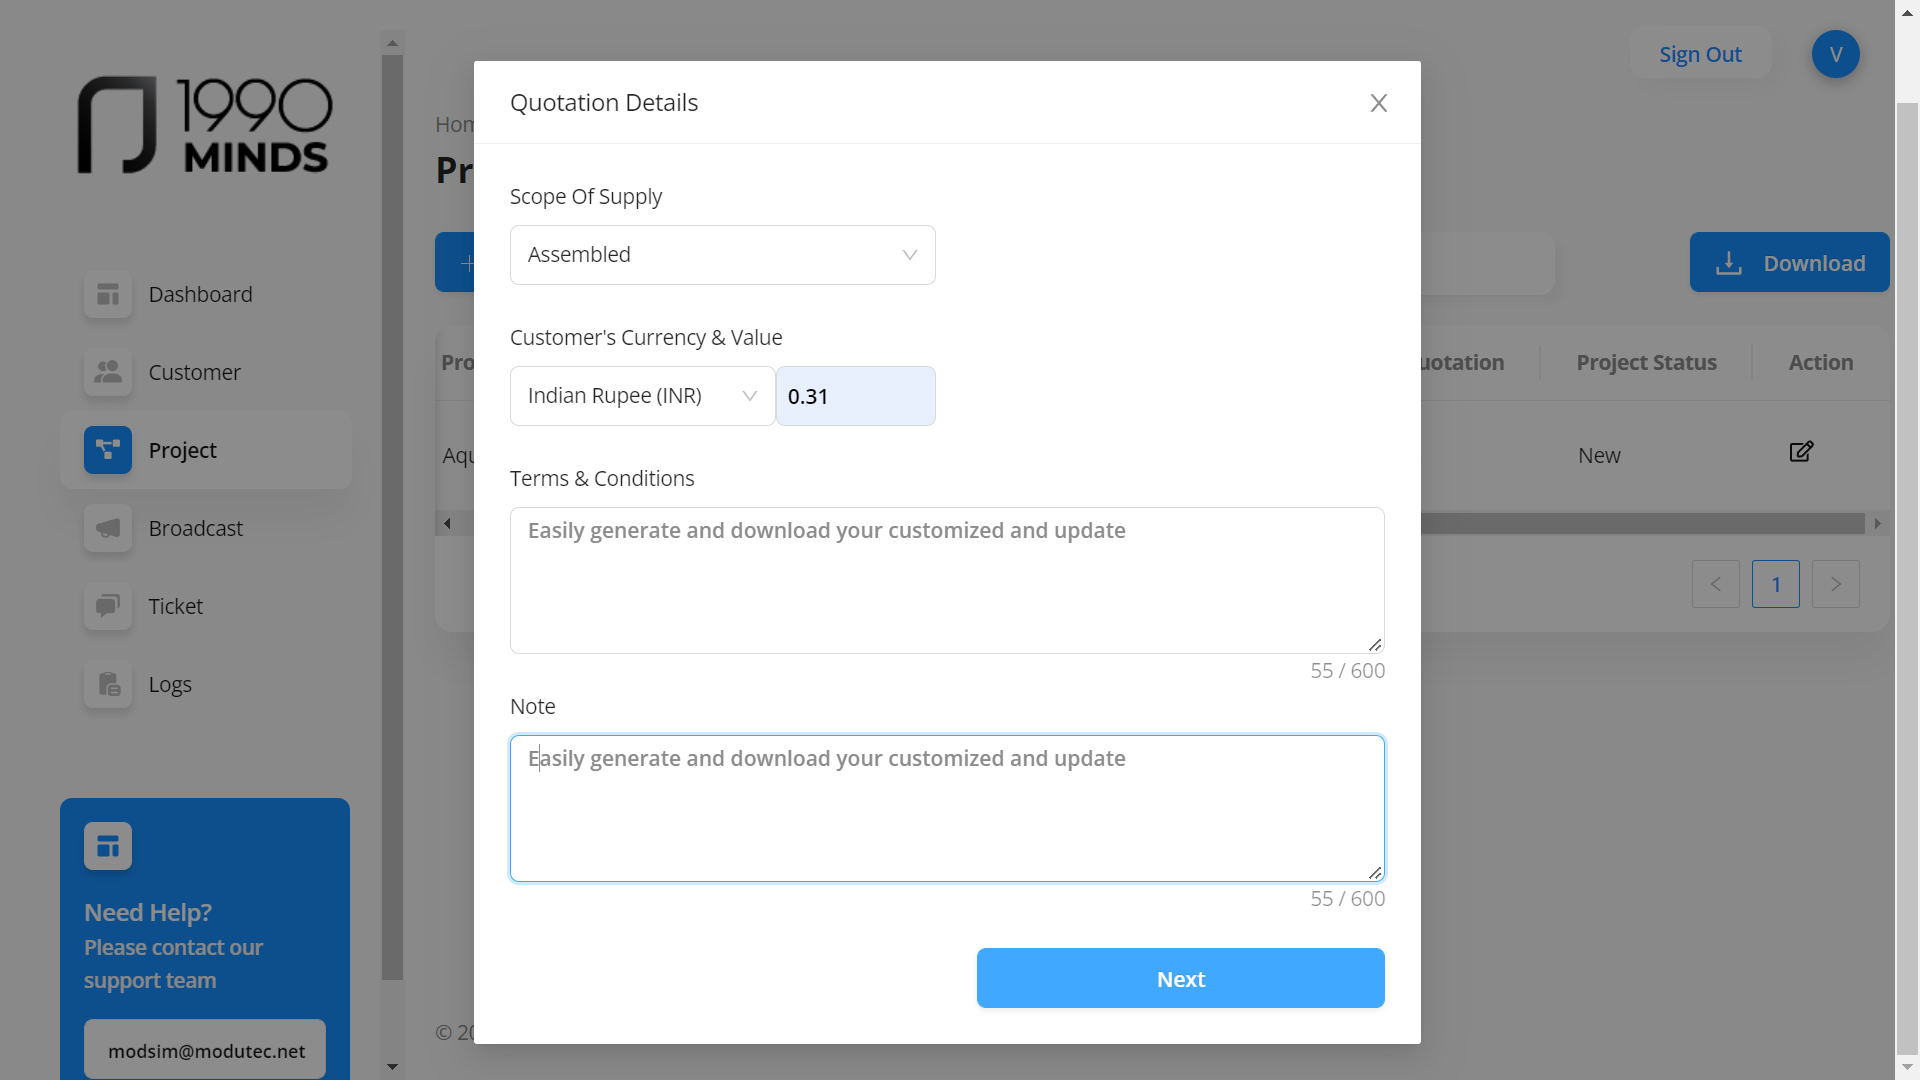 1990
MINDS
Dashboard
Customer
Project
Broadcast
Ticket
Logs
Need Help?
Please contact our
support team
modsim@modutec.net
Sign Out
V
Hom
Pr
Download
Pro
uotation
Project Status
Action
Aqu
New
1
© 20
Quotation Details
Scope Of Supply
Assembled
Customer's Currency & Value
Indian Rupee (INR)
0.31
Terms & Conditions
Easily generate and download your customized and update
55 / 600
Note
Easily generate and download your customized and update
55 / 600
Next